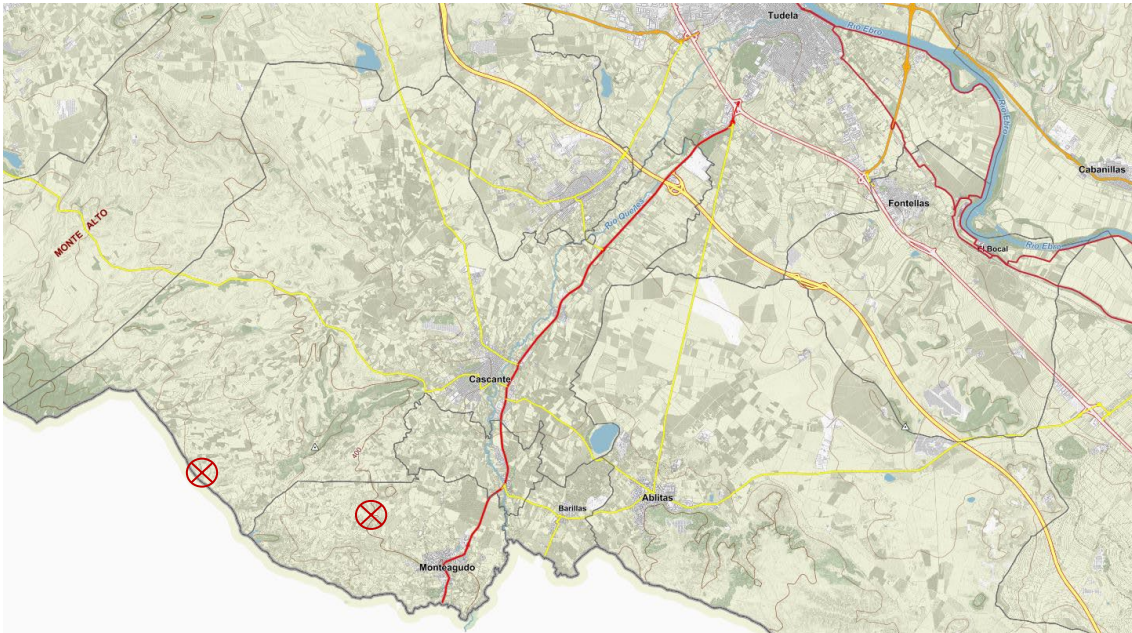 Tudela
Río Ebro
Río Ebro
Cabanillas
Río Queiles
Fontellas
MONTE ALTO
El Bocal
Río Ebro
Cascante
400
Ablitas
Barillas
Monteagudo